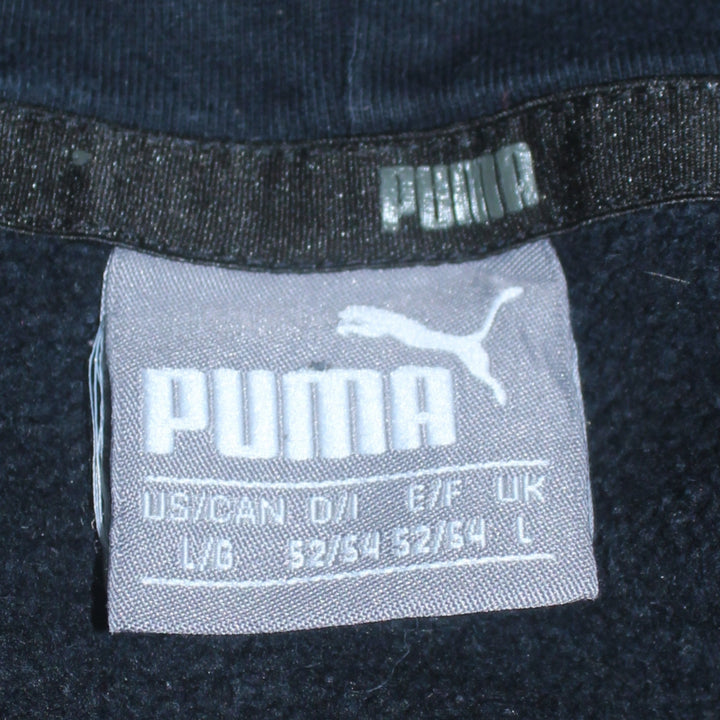 PUMA
PUMA
US/CAN D/I E/F UK
L/G 52/54 52/54 L